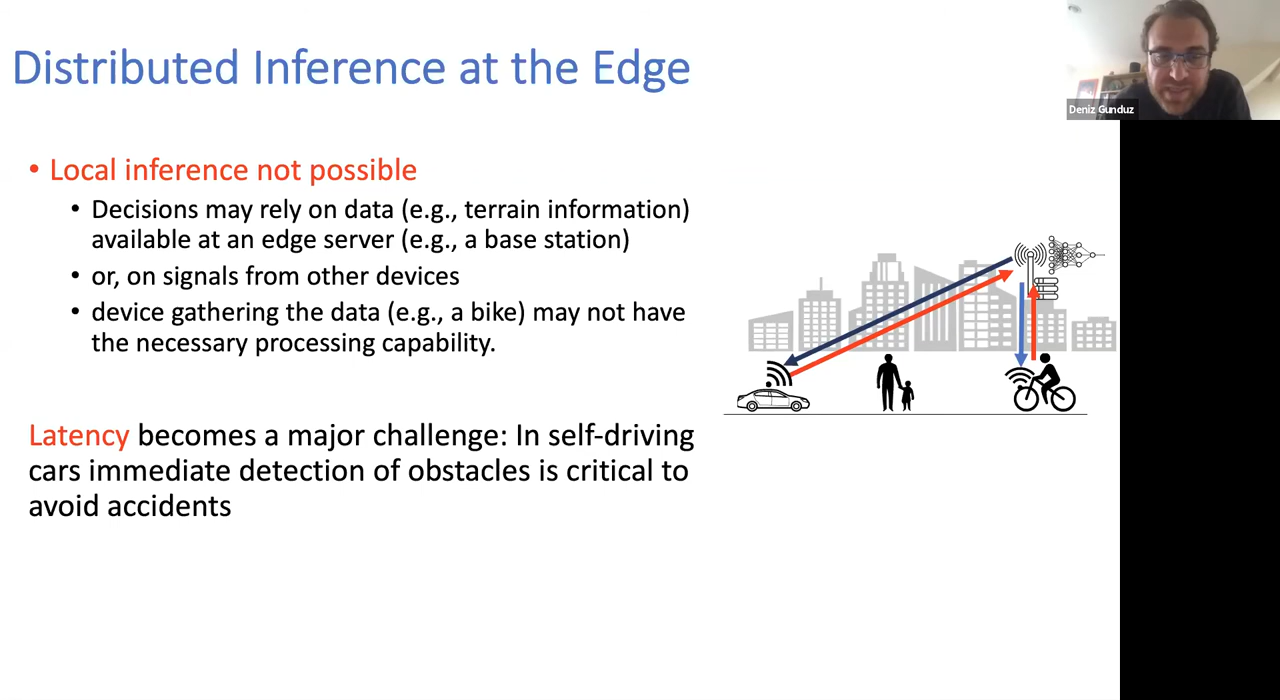 Distributed Inference at the Edge
Deniz Gunduz
• Local inference not possible
• Decisions may rely on data (e.g., terrain information)
available at an edge server (e.g., a base station)
• or, on signals from other devices
• device gathering the data (e.g., a bike) may not have
the necessary processing capability.
Latency becomes a major challenge: In self-driving
cars immediate detection of obstacles is critical to
avoid accidents